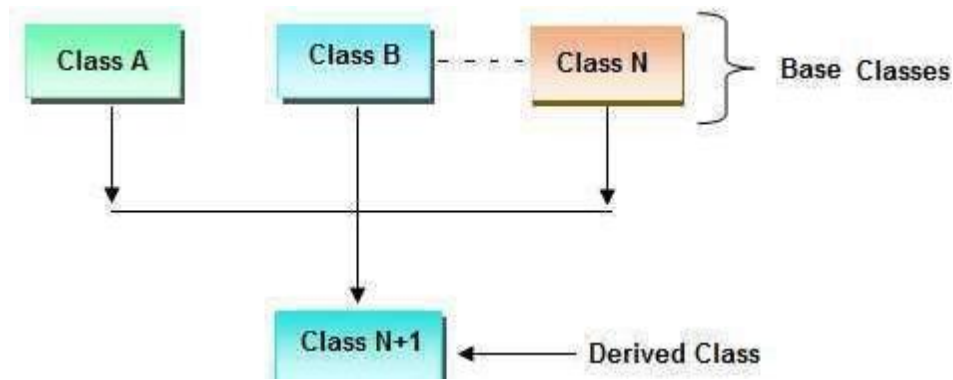 Class A
Class B
Class N
Base Classes
Class N+1
Derived Class